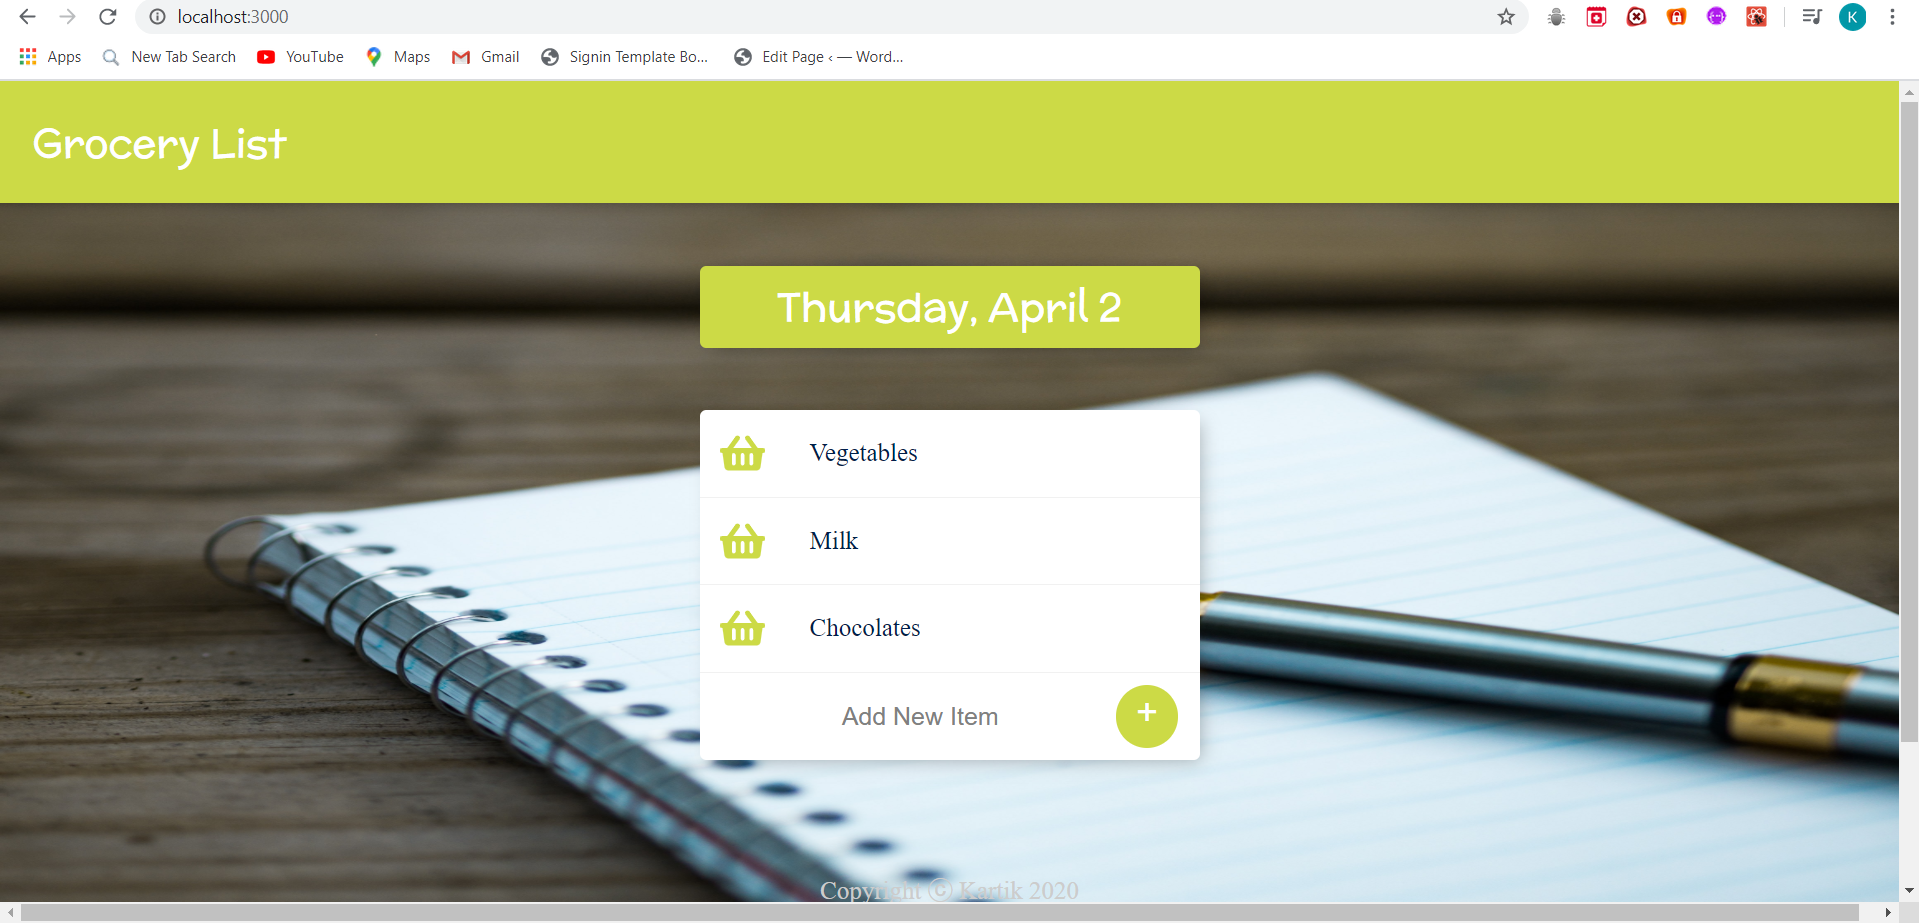 localhost:3000
K
Apps New Tab Search YouTube Maps Gmail Signin Template Bo... Edit Page ‹ — Word...
Grocery List
Thursday, April 2
Vegetables
Milk
Chocolates
Add New Item +
Copyright © Kartik 2020